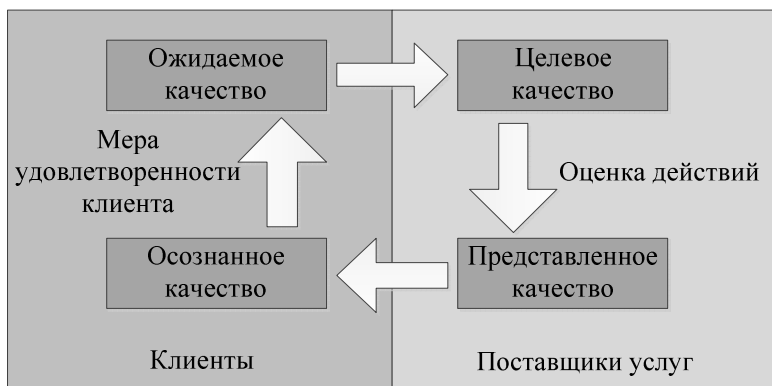 Ожидаемое
качество
Целевое
качество
Мера
удовлетворенности
клиента
Оценка действий
Осознанное
качество
Представленное
качество
Клиенты
Поставщики услуг